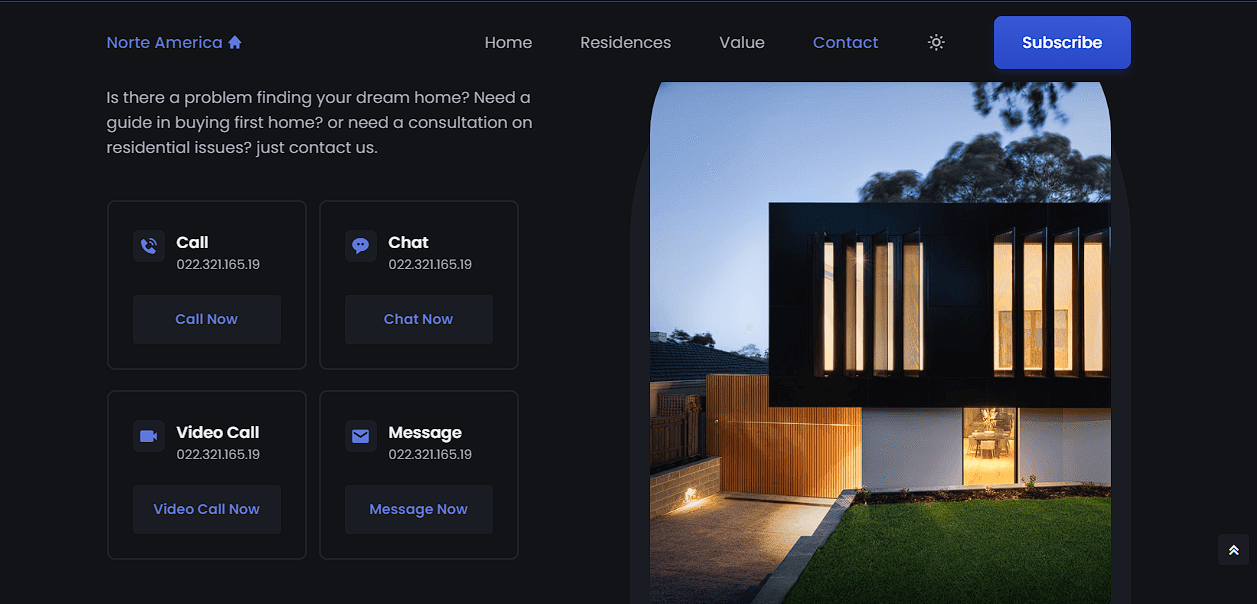 Norte America
Home
Residences
Value
Contact
Subscribe
Is there a problem finding your dream home? Need a
guide in buying first home? or need a consultation on
residential issues? just contact us.
Call
022.321.165.19
Call Now
Chat
022.321.165.19
Chat Now
Video Call
022.321.165.19
Video Call Now
Message
022.321.165.19
Message Now